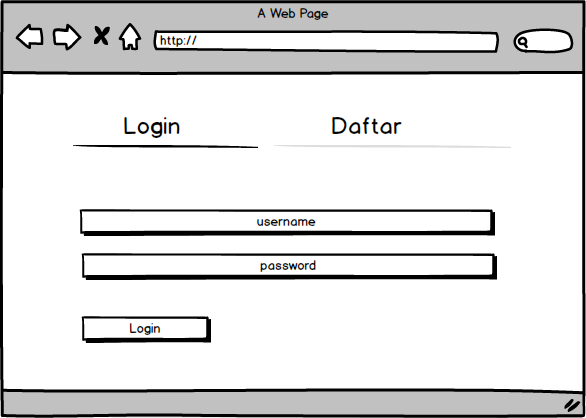 A Web Page
http://
Login
Daftar
username
password
Login